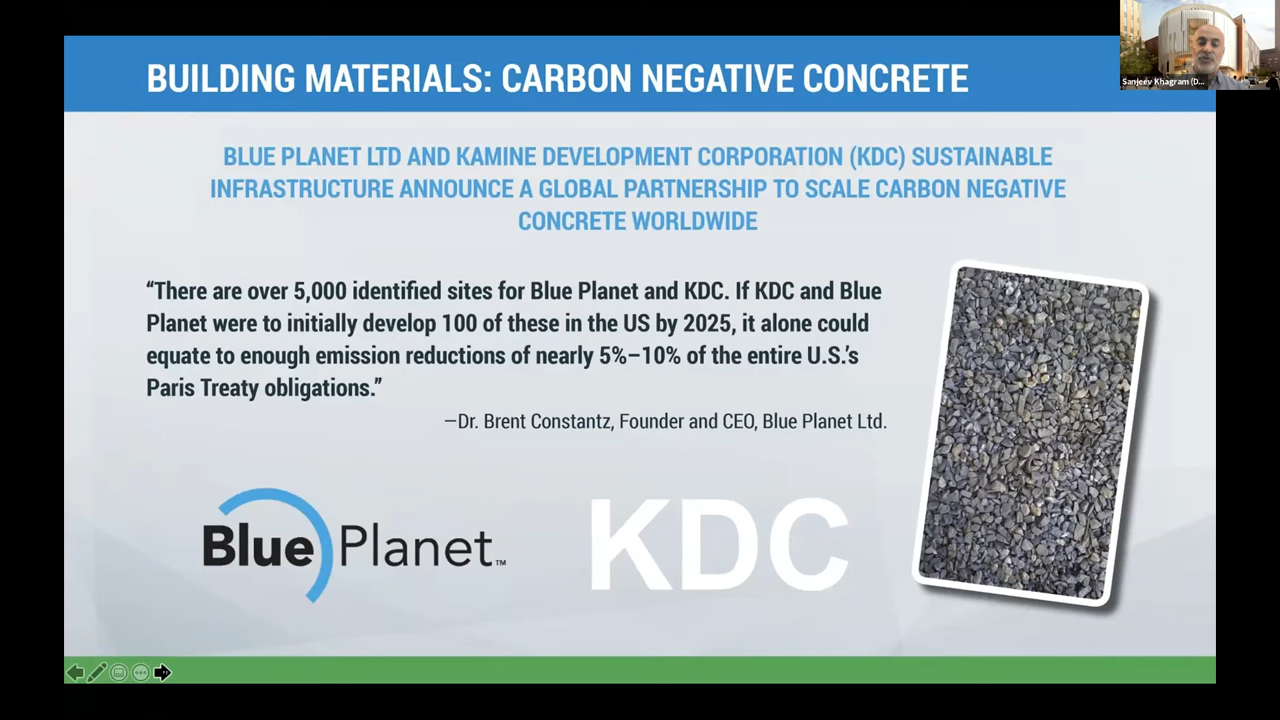 Sanjeev Khagram (D...
BUILDING MATERIALS: CARBON NEGATIVE CONCRETE
BLUE PLANET LTD AND KAMINE DEVELOPMENT CORPORATION (KDC) SUSTAINABLE
INFRASTRUCTURE ANNOUNCE A GLOBAL PARTNERSHIP TO SCALE CARBON NEGATIVE
CONCRETE WORLDWIDE
“There are over 5,000 identified sites for Blue Planet and KDC. If KDC and Blue
Planet were to initially develop 100 of these in the US by 2025, it alone could
equate to enough emission reductions of nearly 5%–10% of the entire U.S.’s
Paris Treaty obligations.”
—Dr. Brent Constantz, Founder and CEO, Blue Planet Ltd.
Blue Planet™
KDC